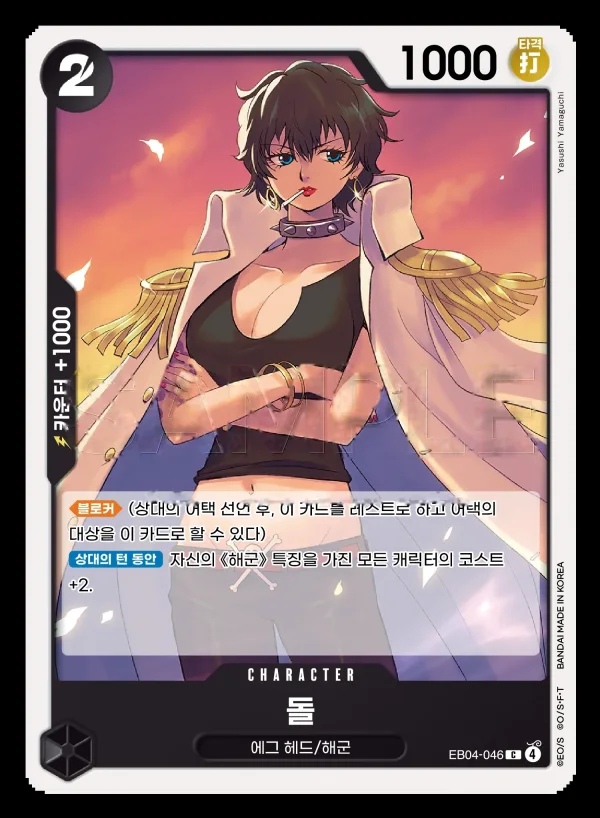 2
1000
타격
打
Yasushi Yamaguchi
카운터 +1000
SAMPLE
블로커 (상대의 어택 선언 후, 이 카드를 레스트로 하고 어택의
대상을 이 카드로 할 수 있다)
상대의 턴 동안 자신의 《해군》 특징을 가진 모든 캐릭터의 코스트
+2.
CHARACTER
돌
에그 헤드/해군
EB04-046 C 4
©EO/S ©O/S·F·T BANDAI MADE IN KOREA